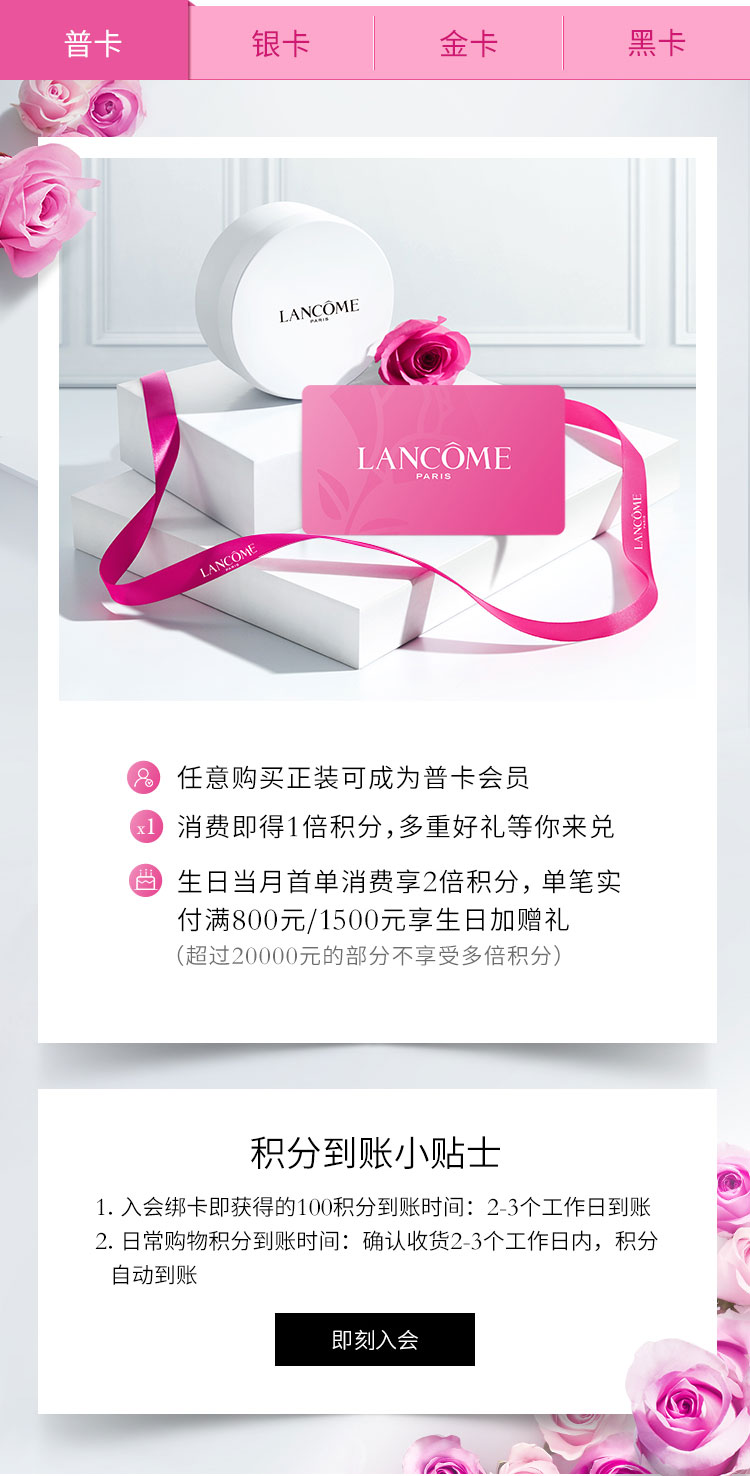 普卡
银卡
金卡
黑卡
LANCÔME
PARIS
LANCÔME
PARIS
LANCÔME
PARIS
LANCÔME
PARIS
任意购买正装可成为普卡会员
x1
消费即得1倍积分，多重好礼等你来兑
生日当月首单消费享2倍积分，单笔实
付满800元/1500元享生日加赠礼
（超过20000元的部分不享受多倍积分）
积分到账小贴士
1. 入会绑卡即获得的100积分到账时间：2-3个工作日到账
2. 日常购物积分到账时间：确认收货2-3个工作日内，积分
自动到账
即刻入会